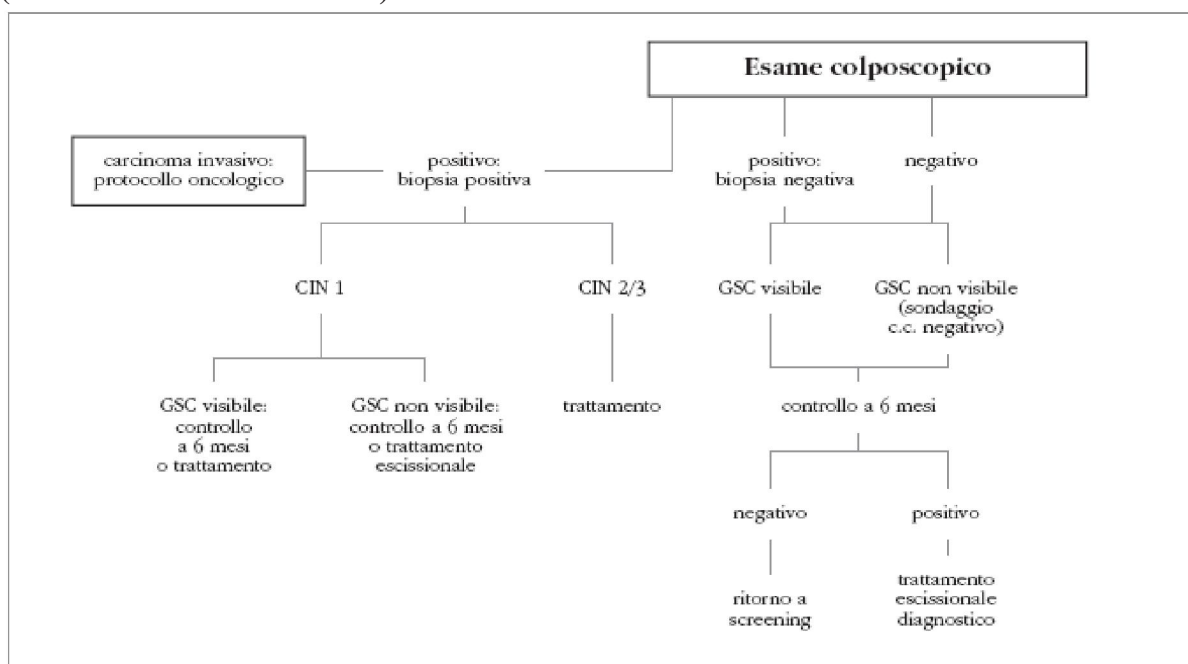 Esame colposcopico
carcinoma invasivo:
protocollo oncologico
positivo:
biopsia positiva
positivo:
biopsia negativa
negativo
CIN 1
CIN 2/3
GSC visibile
GSC non visibile
(sondaggio
c.c. negativo)
GSC visibile:
controllo
a 6 mesi
o trattamento
GSC non visibile:
controllo a 6 mesi
o trattamento
escissionale
trattamento
controllo a 6 mesi
negativo
positivo
ritorno a
screening
trattamento
escissionale
diagnostico